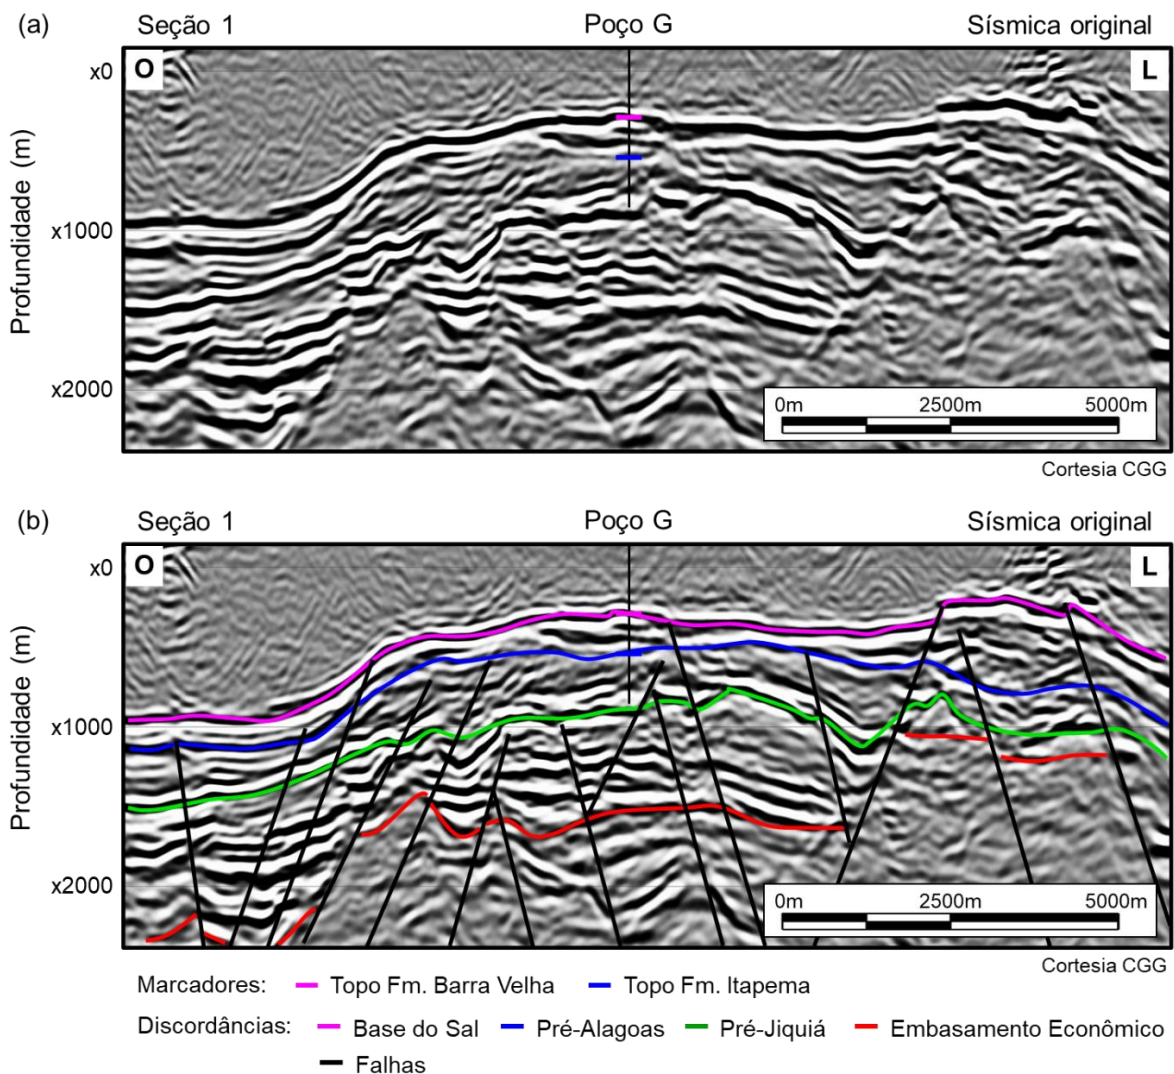 (a) Seção 1 Poço G Sísmica original
O L
x0
x1000
x2000
Profundidade (m)
0m 2500m 5000m
Cortesia CGG
(b) Seção 1 Poço G Sísmica original
O L
x0
x1000
x2000
Profundidade (m)
0m 2500m 5000m
Cortesia CGG
Marcadores: Topo Fm. Barra Velha Topo Fm. Itapema
Discordâncias: Base do Sal Pré-Alagoas Pré-Jiquiá Embasamento Econômico
Falhas